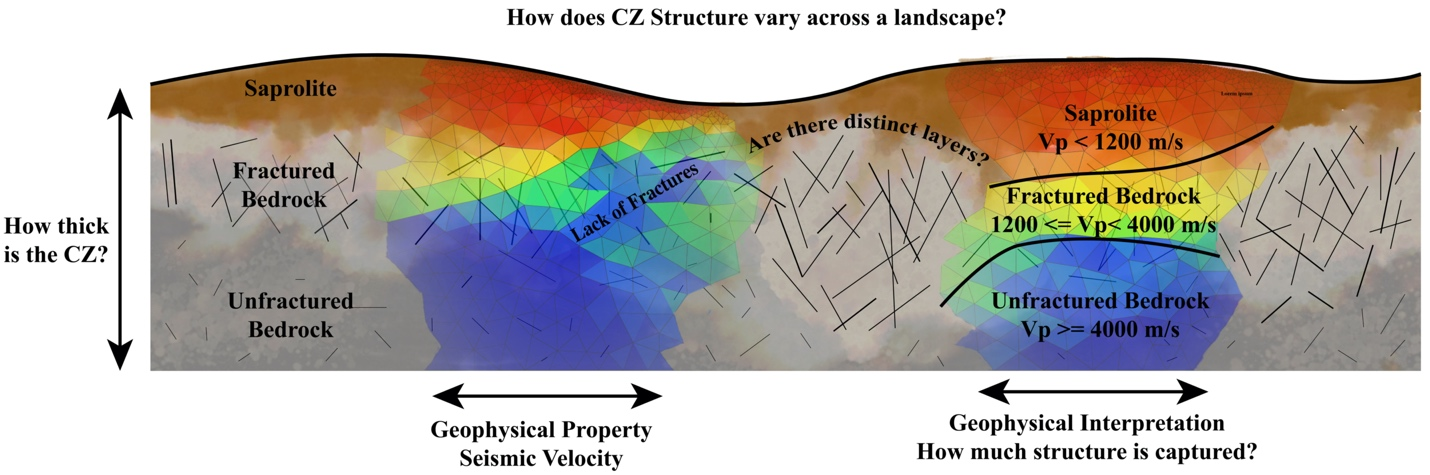 How does CZ Structure vary across a landscape?
Saprolite
Fractured
Bedrock
Unfractured
Bedrock
How thick
is the CZ?
Lack of Fractures
Are there distinct layers?
Lorem ipsum
Saprolite
Vp < 1200 m/s
Fractured Bedrock
1200 <= Vp< 4000 m/s
Unfractured Bedrock
Vp >= 4000 m/s
Geophysical Property
Seismic Velocity
Geophysical Interpretation
How much structure is captured?